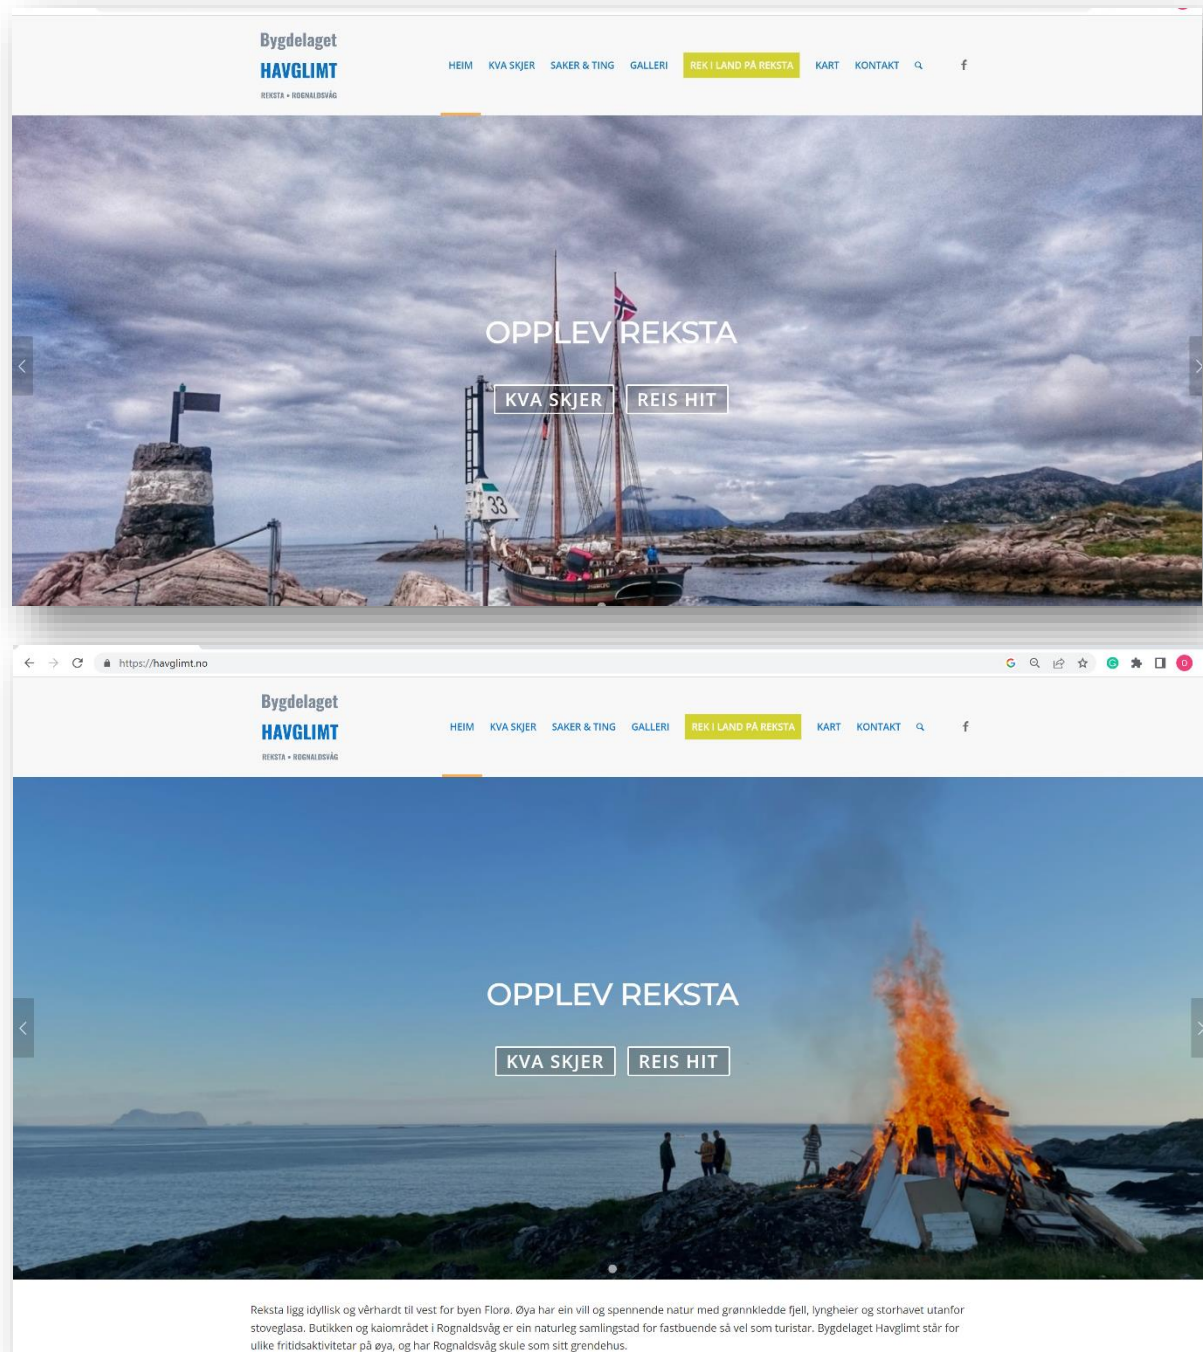 Bygdelaget
HAVGLIMT
REKSTA • ROGNALDSVÅG
HEIM KVA SKJER SAKER & TING GALLERI REK I LAND PÅ REKSTA KART KONTAKT
OPPLEV REKSTA
KVA SKJER REIS HIT
33
https://havglimt.no
Bygdelaget
HAVGLIMT
REKSTA • ROGNALDSVÅG
HEIM KVA SKJER SAKER & TING GALLERI REK I LAND PÅ REKSTA KART KONTAKT
OPPLEV REKSTA
KVA SKJER REIS HIT
Reksta ligg idyllisk og vêrhardt til vest for byen Florø. Øya har ein vill og spennende natur med grønnkledde fjell, lyngheier og storhavet utanfor
stoveglasa. Butikken og kaiområdet i Rognaldsvåg er ein naturleg samlingstad for fastbuende så vel som turistar. Bygdelaget Havglimt står for
ulike fritidsaktivitetar på øya, og har Rognaldsvåg skule som sitt grendehus.